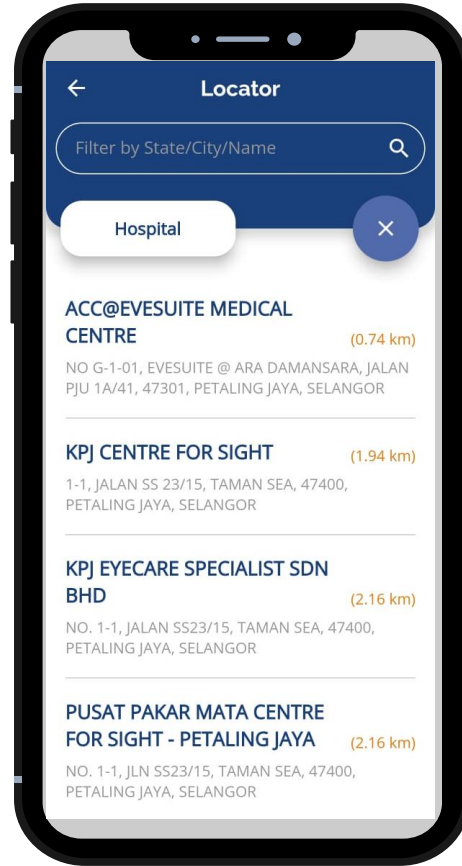 Locator
Filter by State/City/Name
Hospital
ACC@EVESUITE MEDICAL
CENTRE (0.74 km)
NO G-1-01, EVESUITE @ ARA DAMANSARA, JALAN
PJU 1A/41, 47301, PETALING JAYA, SELANGOR
KPJ CENTRE FOR SIGHT (1.94 km)
1-1, JALAN SS 23/15, TAMAN SEA, 47400,
PETALING JAYA, SELANGOR
KPJ EYECARE SPECIALIST SDN
BHD (2.16 km)
NO. 1-1, JALAN SS23/15, TAMAN SEA, 47400,
PETALING JAYA, SELANGOR
PUSAT PAKAR MATA CENTRE
FOR SIGHT - PETALING JAYA (2.16 km)
NO. 1-1, JLN SS23/15, TAMAN SEA, 47400,
PETALING JAYA, SELANGOR